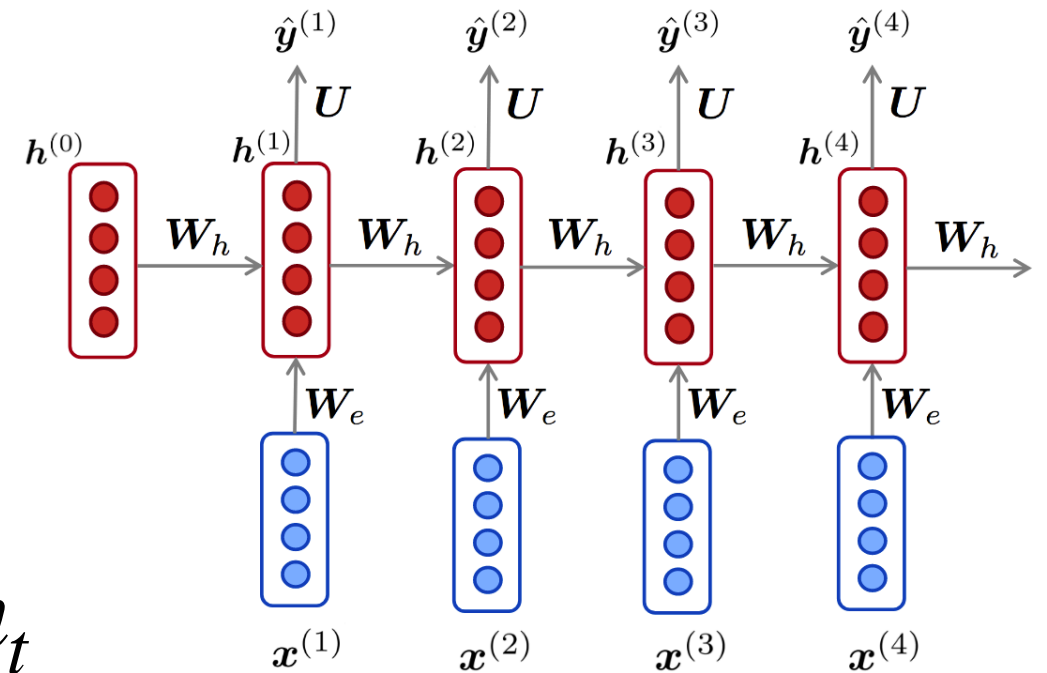 ŷ⁽¹⁾ ŷ⁽²⁾ ŷ⁽³⁾ ŷ⁽⁴⁾
U U U U
h⁽⁰⁾ h⁽¹⁾ h⁽²⁾ h⁽³⁾ h⁽⁴⁾
Wₕ Wₕ Wₕ Wₕ Wₕ
Wₑ Wₑ Wₑ Wₑ
t
x⁽¹⁾ x⁽²⁾ x⁽³⁾ x⁽⁴⁾